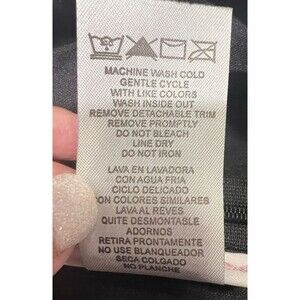 MACHINE WASH COLD
GENTLE CYCLE
WITH LIKE COLORS
WASH INSIDE OUT
REMOVE DETACHABLE TRIM
REMOVE PROMPTLY
DO NOT BLEACH
LINE DRY
DO NOT IRON
LAVA EN LAVADORA
CON AGUA FRIA
CICLO DELICADO
CON COLORES SIMILARES
LAVA AL REVES
QUITE DESMONTABLE
ADORNOS
RETIRA PRONTAMENTE
NO USE BLANQUEADOR
SECA COLGADO
NO PLANCHE